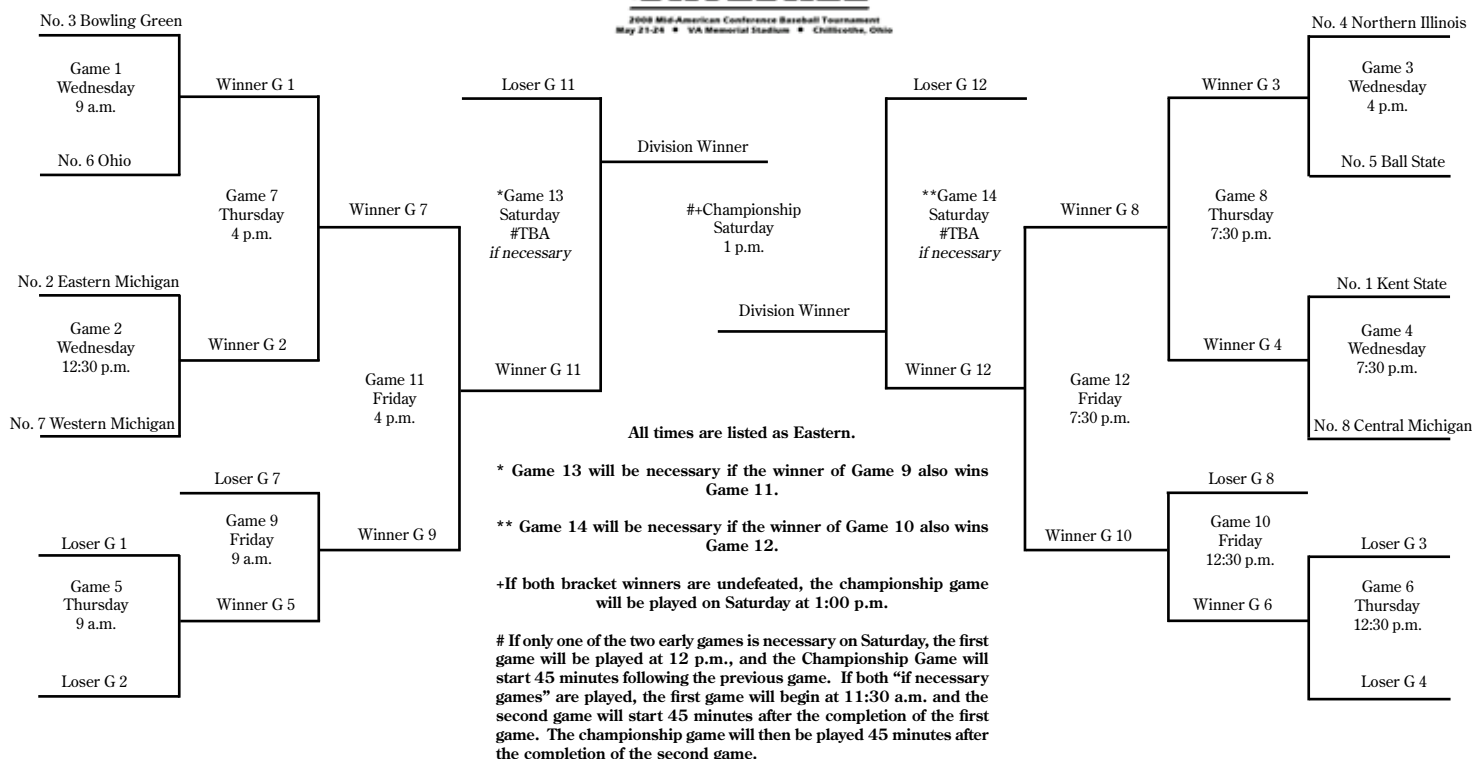 2008 Mid-American Conference Baseball Tournament
May 21-24 • VA Memorial Stadium • Chillicothe, Ohio
No. 3 Bowling Green
Game 1
Wednesday
9 a.m.
No. 6 Ohio
Winner G 1
Game 7
Thursday
4 p.m.
No. 2 Eastern Michigan
Game 2
Wednesday
12:30 p.m.
No. 7 Western Michigan
Winner G 2
Winner G 7
Game 11
Friday
4 p.m.
Loser G 7
Game 9
Friday
9 a.m.
Loser G 1
Game 5
Thursday
9 a.m.
Loser G 2
Winner G 5
Winner G 9
Loser G 11
*Game 13
Saturday
#TBA
if necessary
Winner G 11
Division Winner
#+Championship
Saturday
1 p.m.
Division Winner
Loser G 12
**Game 14
Saturday
#TBA
if necessary
Winner G 12
Winner G 8
Game 12
Friday
7:30 p.m.
Winner G 10
Winner G 3
Game 8
Thursday
7:30 p.m.
Winner G 4
No. 4 Northern Illinois
Game 3
Wednesday
4 p.m.
No. 5 Ball State
No. 1 Kent State
Game 4
Wednesday
7:30 p.m.
No. 8 Central Michigan
Loser G 8
Game 10
Friday
12:30 p.m.
Winner G 6
Loser G 3
Game 6
Thursday
12:30 p.m.
Loser G 4
All times are listed as Eastern.
* Game 13 will be necessary if the winner of Game 9 also wins
Game 11.
** Game 14 will be necessary if the winner of Game 10 also wins
Game 12.
+If both bracket winners are undefeated, the championship game
will be played on Saturday at 1:00 p.m.
# If only one of the two early games is necessary on Saturday, the first
game will be played at 12 p.m., and the Championship Game will
start 45 minutes following the previous game. If both “if necessary
games” are played, the first game will begin at 11:30 a.m. and the
second game will start 45 minutes after the completion of the first
game. The championship game will then be played 45 minutes after
the completion of the second game.